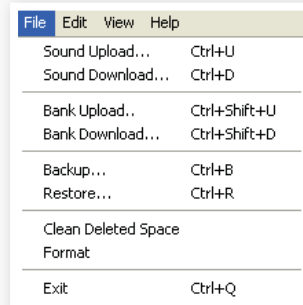 File Edit View Help
Sound Upload... Ctrl+U
Sound Download... Ctrl+D
Bank Upload.. Ctrl+Shift+U
Bank Download... Ctrl+Shift+D
Backup... Ctrl+B
Restore... Ctrl+R
Clean Deleted Space
Format
Exit Ctrl+Q